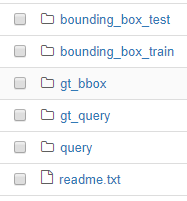 bounding_box_test
bounding_box_train
gt_bbox
gt_query
query
readme.txt